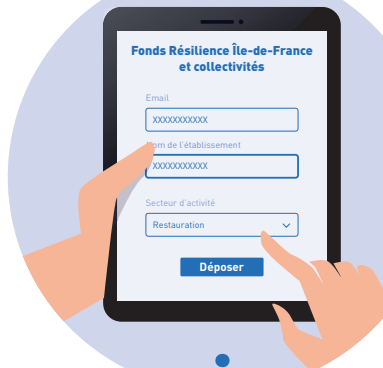 Fonds Résilience Île-de-France
et collectivités
Email
XXXXXXXXXXX
Nom de l'établissement
XXXXXXXXXXX
Secteur d'activité
Restauration
Déposer